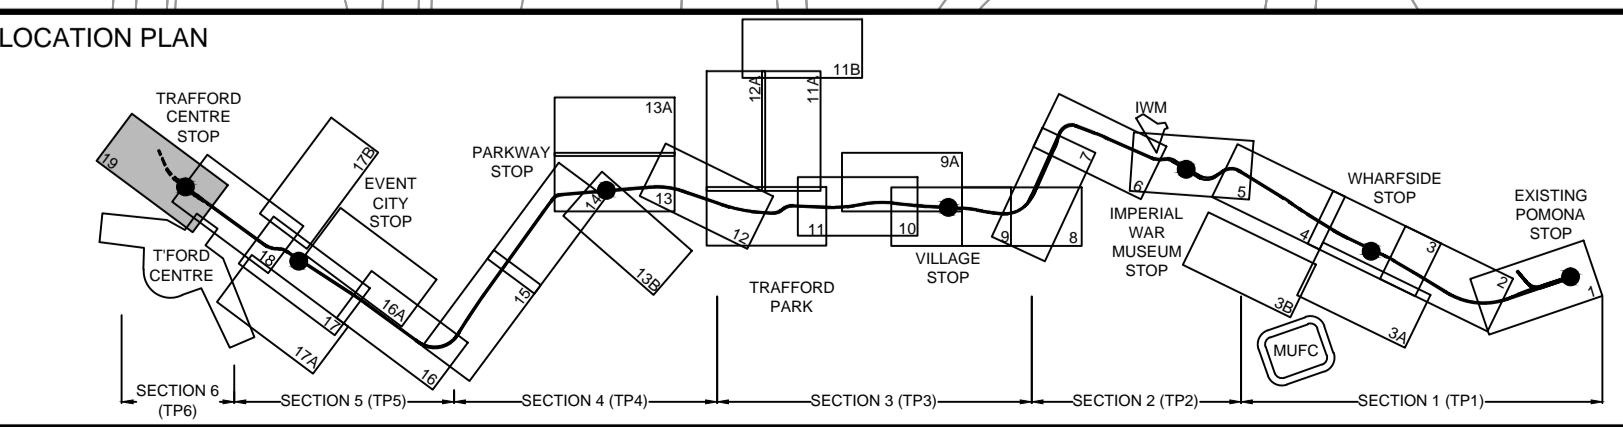 LOCATION PLAN
TRAFFORD
CENTRE
STOP
19
T'FORD
CENTRE
18
17B
EVENT
CITY
STOP
17
17A
16A
16
PARKWAY
STOP
15
14
13A
13
13B
12A
11A
11B
12
11
TRAFFORD
PARK
10
9A
VILLAGE
STOP
9
8
7
IWM
6
IMPERIAL
WAR
MUSEUM
STOP
5
4
WHARFSIDE
STOP
3
3B
3A
MUFC
EXISTING
POMONA
STOP
2
1
SECTION 6
(TP6)
SECTION 5 (TP5)
SECTION 4 (TP4)
SECTION 3 (TP3)
SECTION 2 (TP2)
SECTION 1 (TP1)